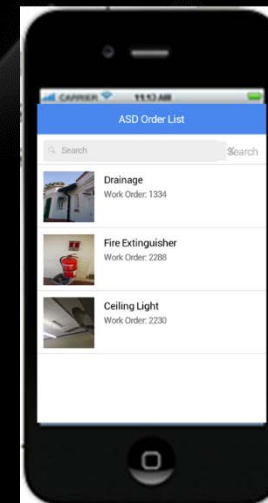 CARRIER 11:13 AM
ASD Order List
Search
Search
Drainage
Work Order: 1334
Fire Extinguisher
Work Order: 2288
Ceiling Light
Work Order: 2230